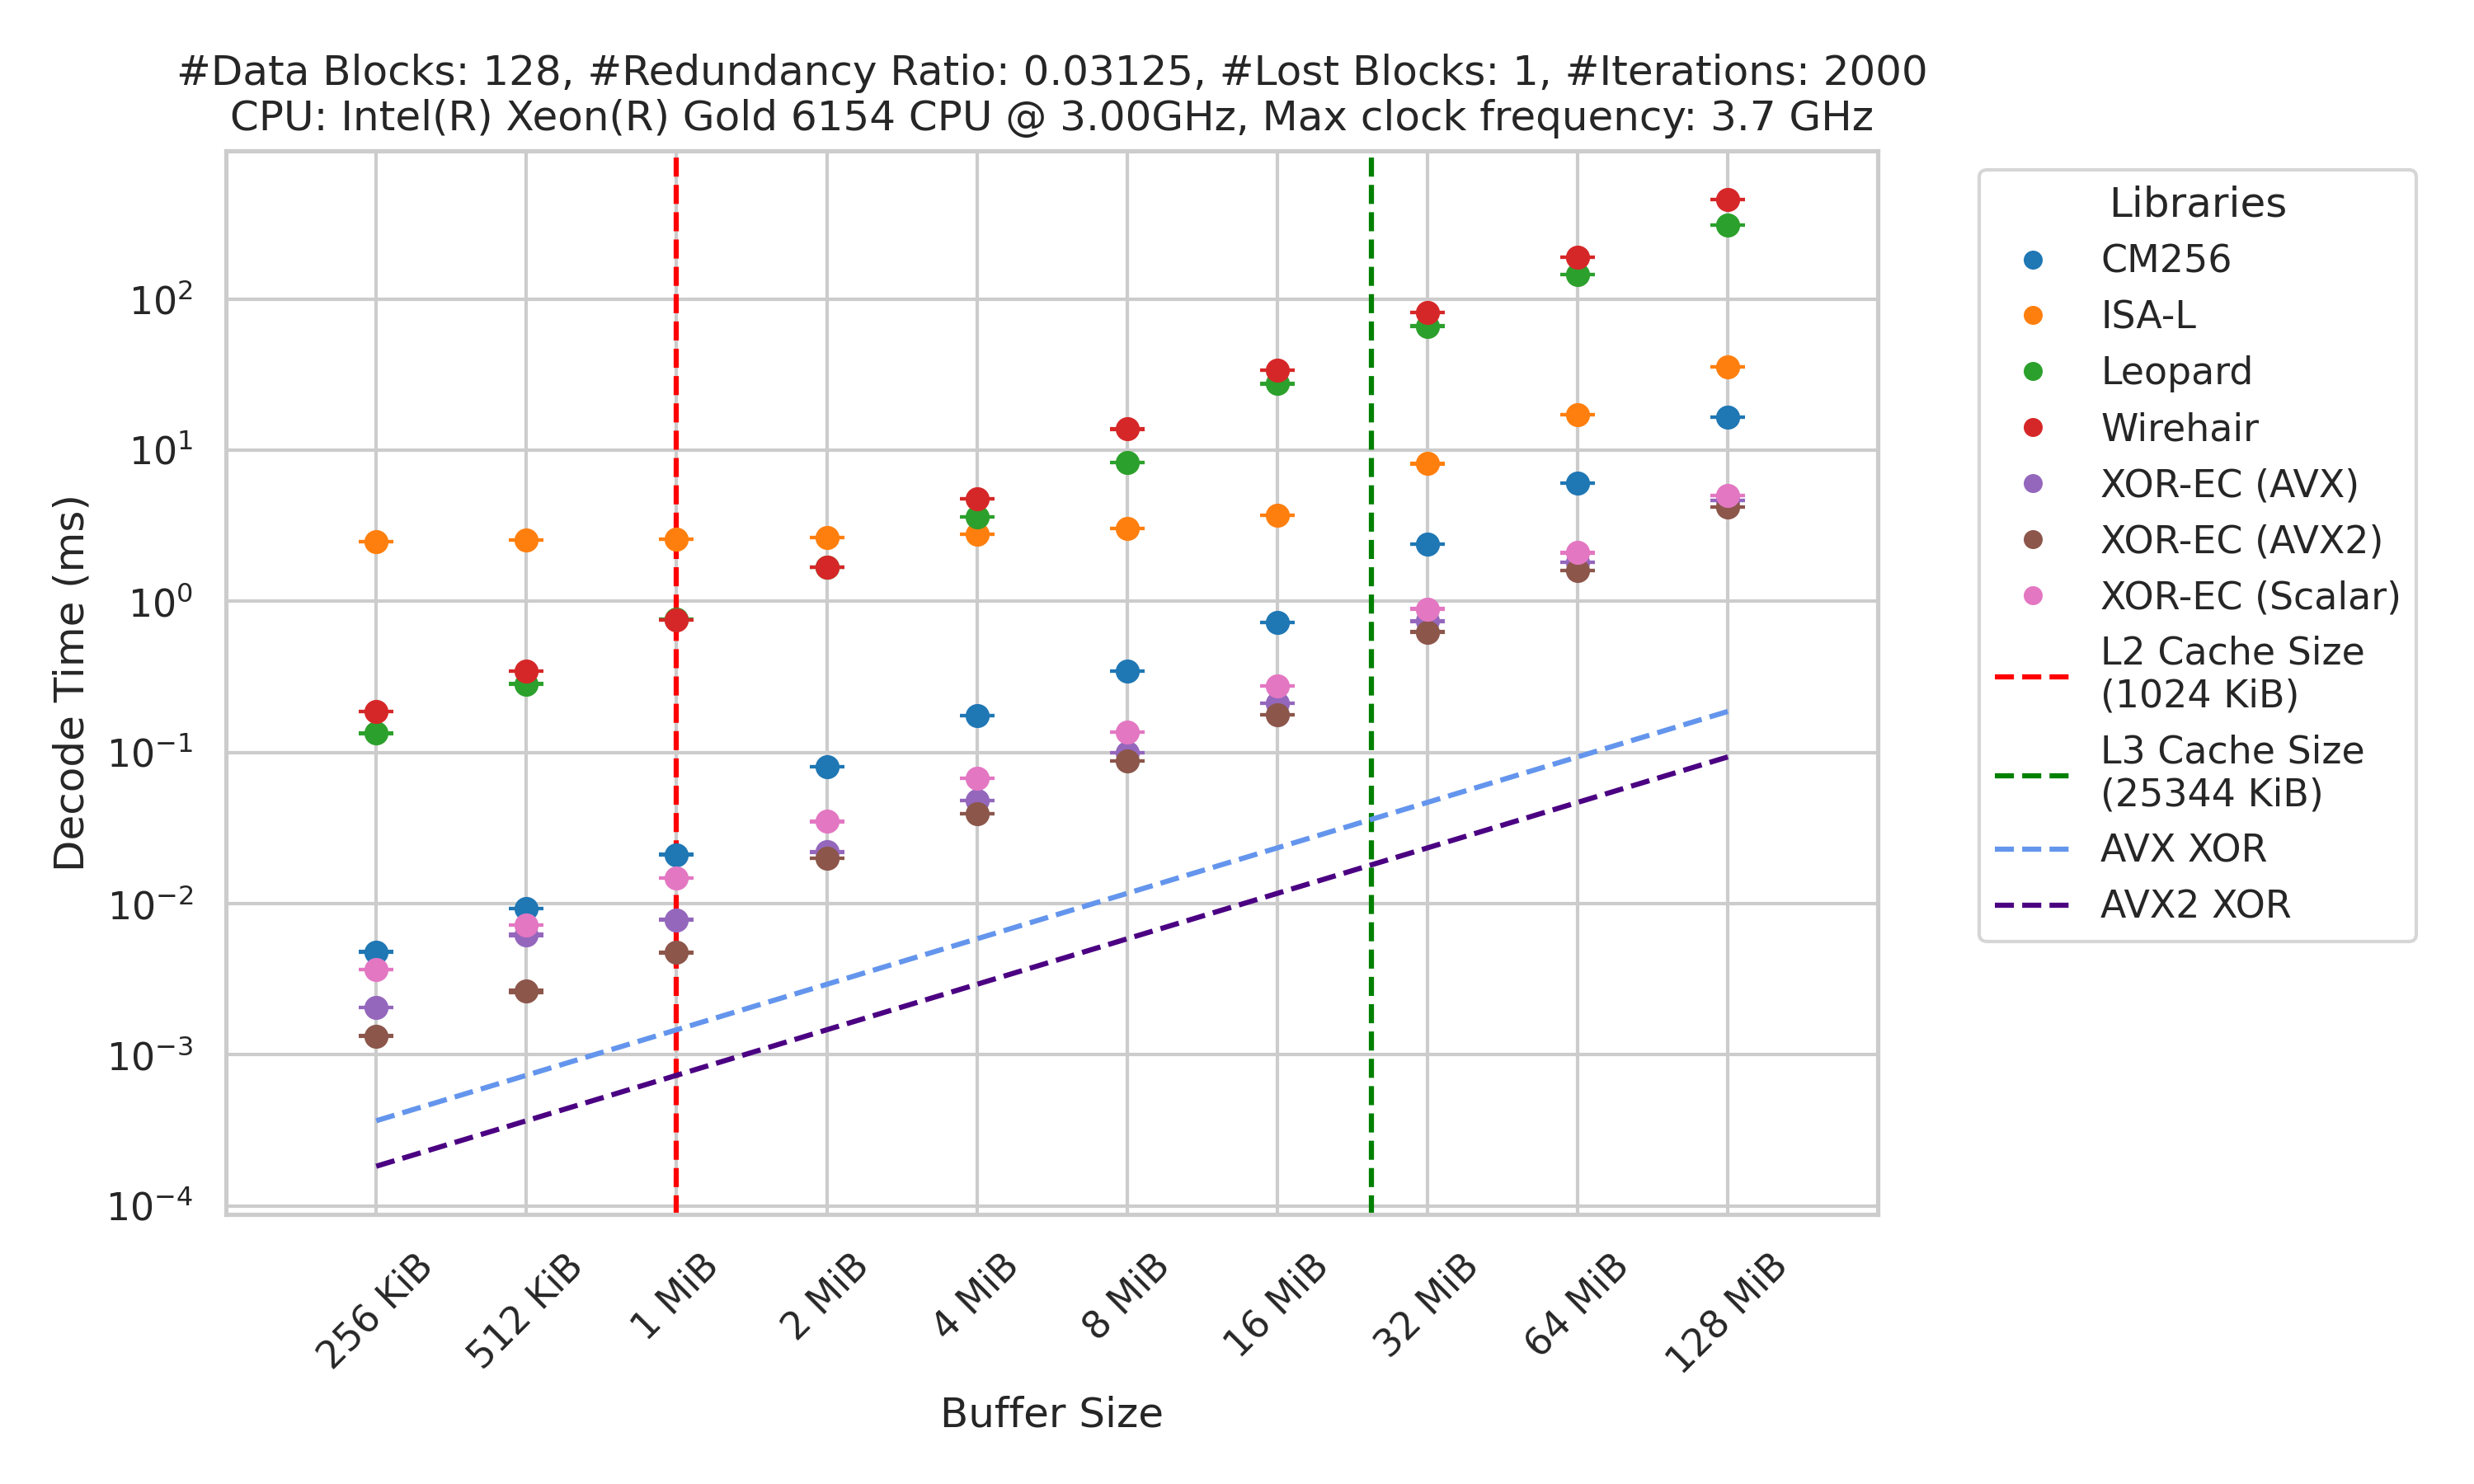 #Data Blocks: 128, #Redundancy Ratio: 0.03125, #Lost Blocks: 1, #Iterations: 2000
CPU: Intel(R) Xeon(R) Gold 6154 CPU @ 3.00GHz, Max clock frequency: 3.7 GHz
Decode Time (ms)
10²
10¹
10⁰
10⁻¹
10⁻²
10⁻³
10⁻⁴
256 KiB
512 KiB
1 MiB
2 MiB
4 MiB
8 MiB
16 MiB
32 MiB
64 MiB
128 MiB
Buffer Size
Libraries
CM256
ISA-L
Leopard
Wirehair
XOR-EC (AVX)
XOR-EC (AVX2)
XOR-EC (Scalar)
L2 Cache Size
(1024 KiB)
L3 Cache Size
(25344 KiB)
AVX XOR
AVX2 XOR